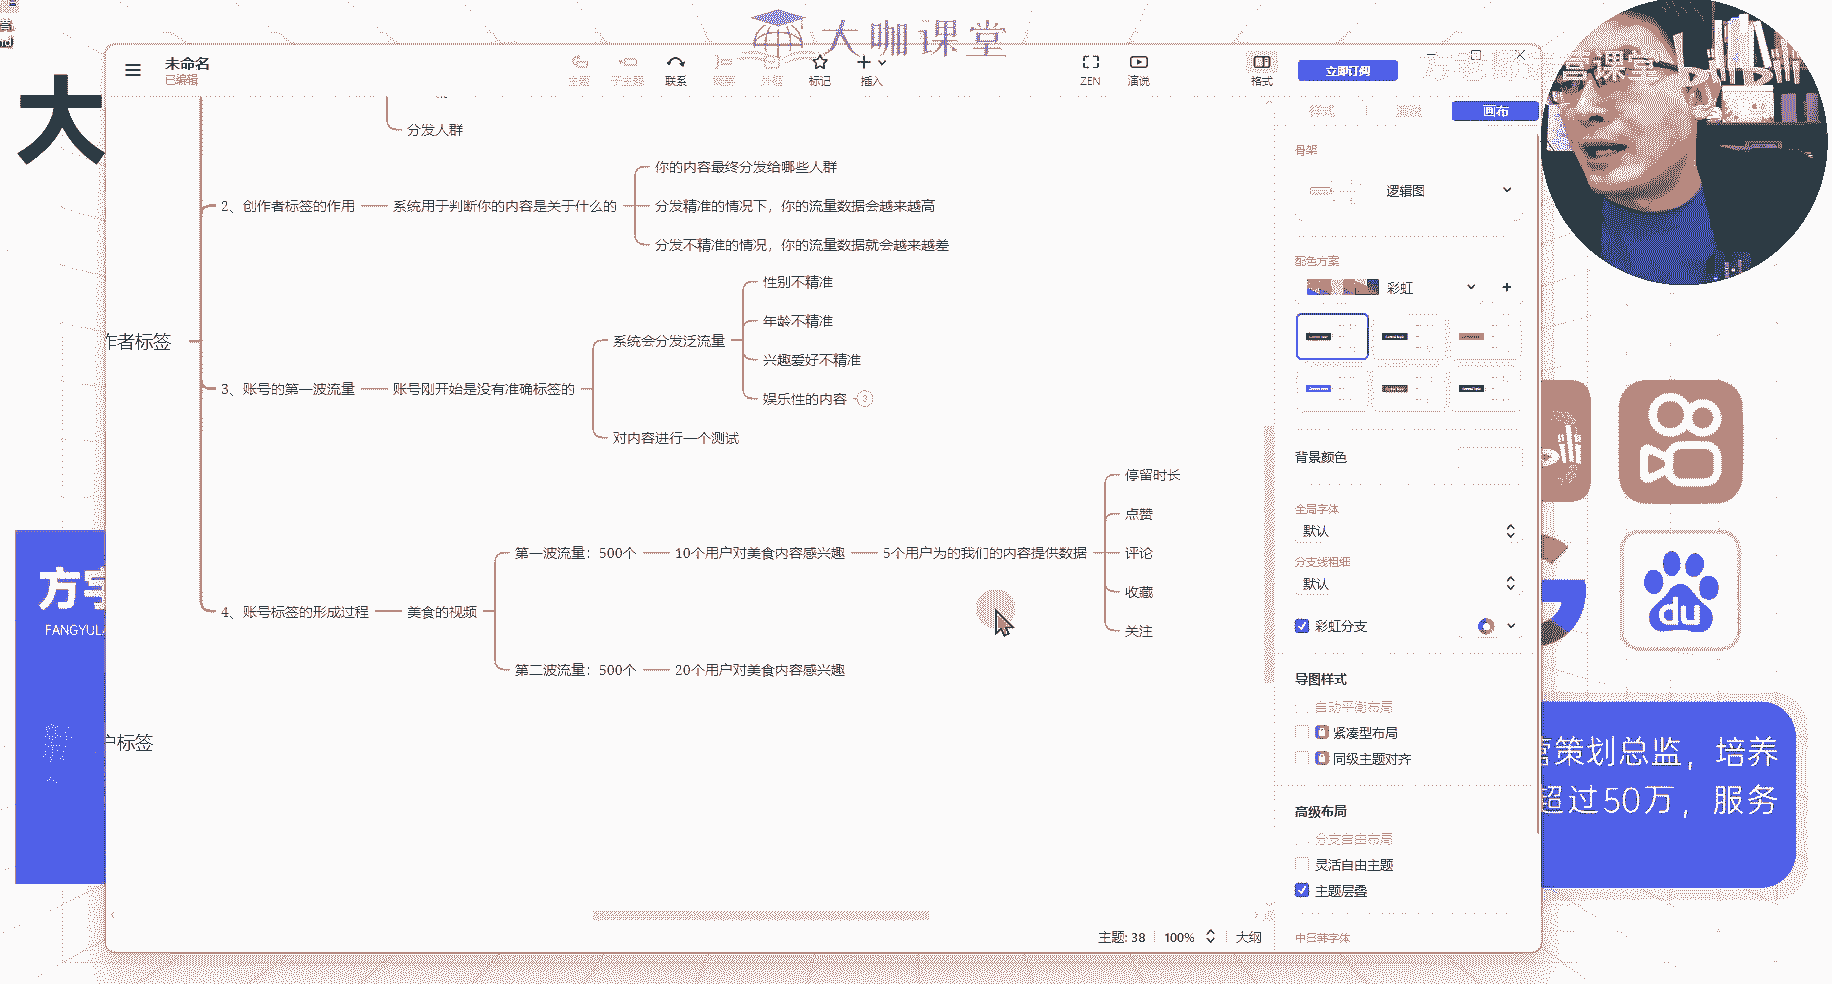 大咖课堂
大
未命名
已编辑
主题
子主题
联系
概要
外框
标记
插入
ZEN
演说
格式
立即订阅
营课堂
样式
演说
画布
分发人群
2、创作者标签的作用
系统用于判断你的内容是关于什么的
你的内容最终分发给哪些人群
分发精准的情况下，你的流量数据会越来越高
分发不精准的情况，你的流量数据就会越来越差
作者标签
3、账号的第一波流量
账号刚开始是没有准确标签的
系统会分发泛流量
性别不精准
年龄不精准
兴趣爱好不精准
娱乐性的内容
3
对内容进行一个测试
4、账号标签的形成过程
美食的视频
第一波流量：500个
10个用户对美食内容感兴趣
5个用户为的我们的内容提供数据
停留时长
点赞
评论
收藏
关注
第二波流量：500个
20个用户对美食内容感兴趣
户标签
骨架
逻辑图
配色方案
彩虹
背景颜色
全局字体
默认
分支线粗细
默认
彩虹分支
导图样式
自动平衡布局
紧凑型布局
同级主题对齐
高级布局
分支自由布局
灵活自由主题
主题层叠
中日韩字体
主题: 38
100%
大纲
方宇
FANGYULA
du
营策划总监，培养
超过50万，服务